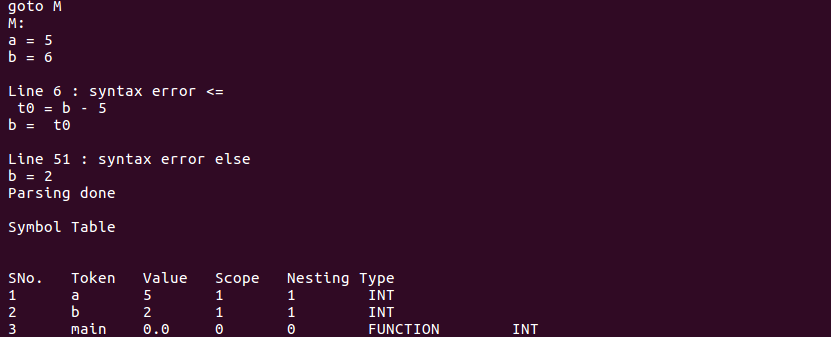 goto M
M:
a = 5
b = 6
Line 6 : syntax error <=
t0 = b - 5
b =  t0
Line 51 : syntax error else
b = 2
Parsing done
Symbol Table
SNo.   Token   Value   Scope   Nesting Type
1      a       5       1       1        INT
2      b       2       1       1        INT
3      main    0.0     0       0        FUNCTION        INT